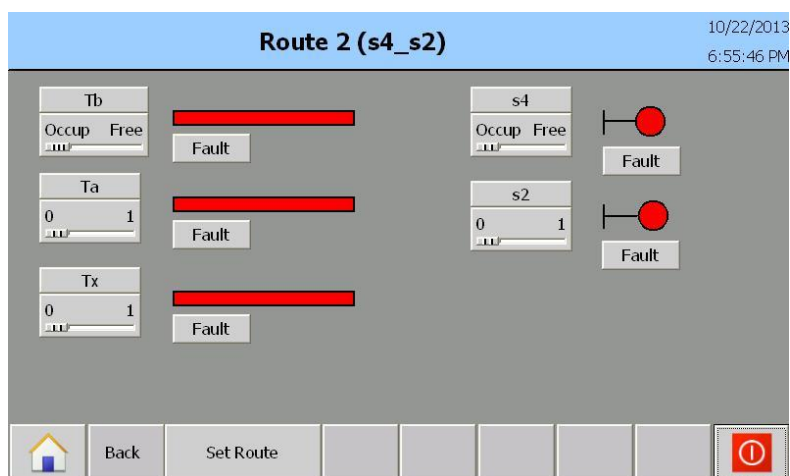 Route 2 (s4_s2)
10/22/2013
6:55:46 PM
Tb
Occup Free
Fault
Ta
0 1
Fault
Tx
0 1
Fault
s4
Occup Free
Fault
s2
0 1
Fault
Back
Set Route